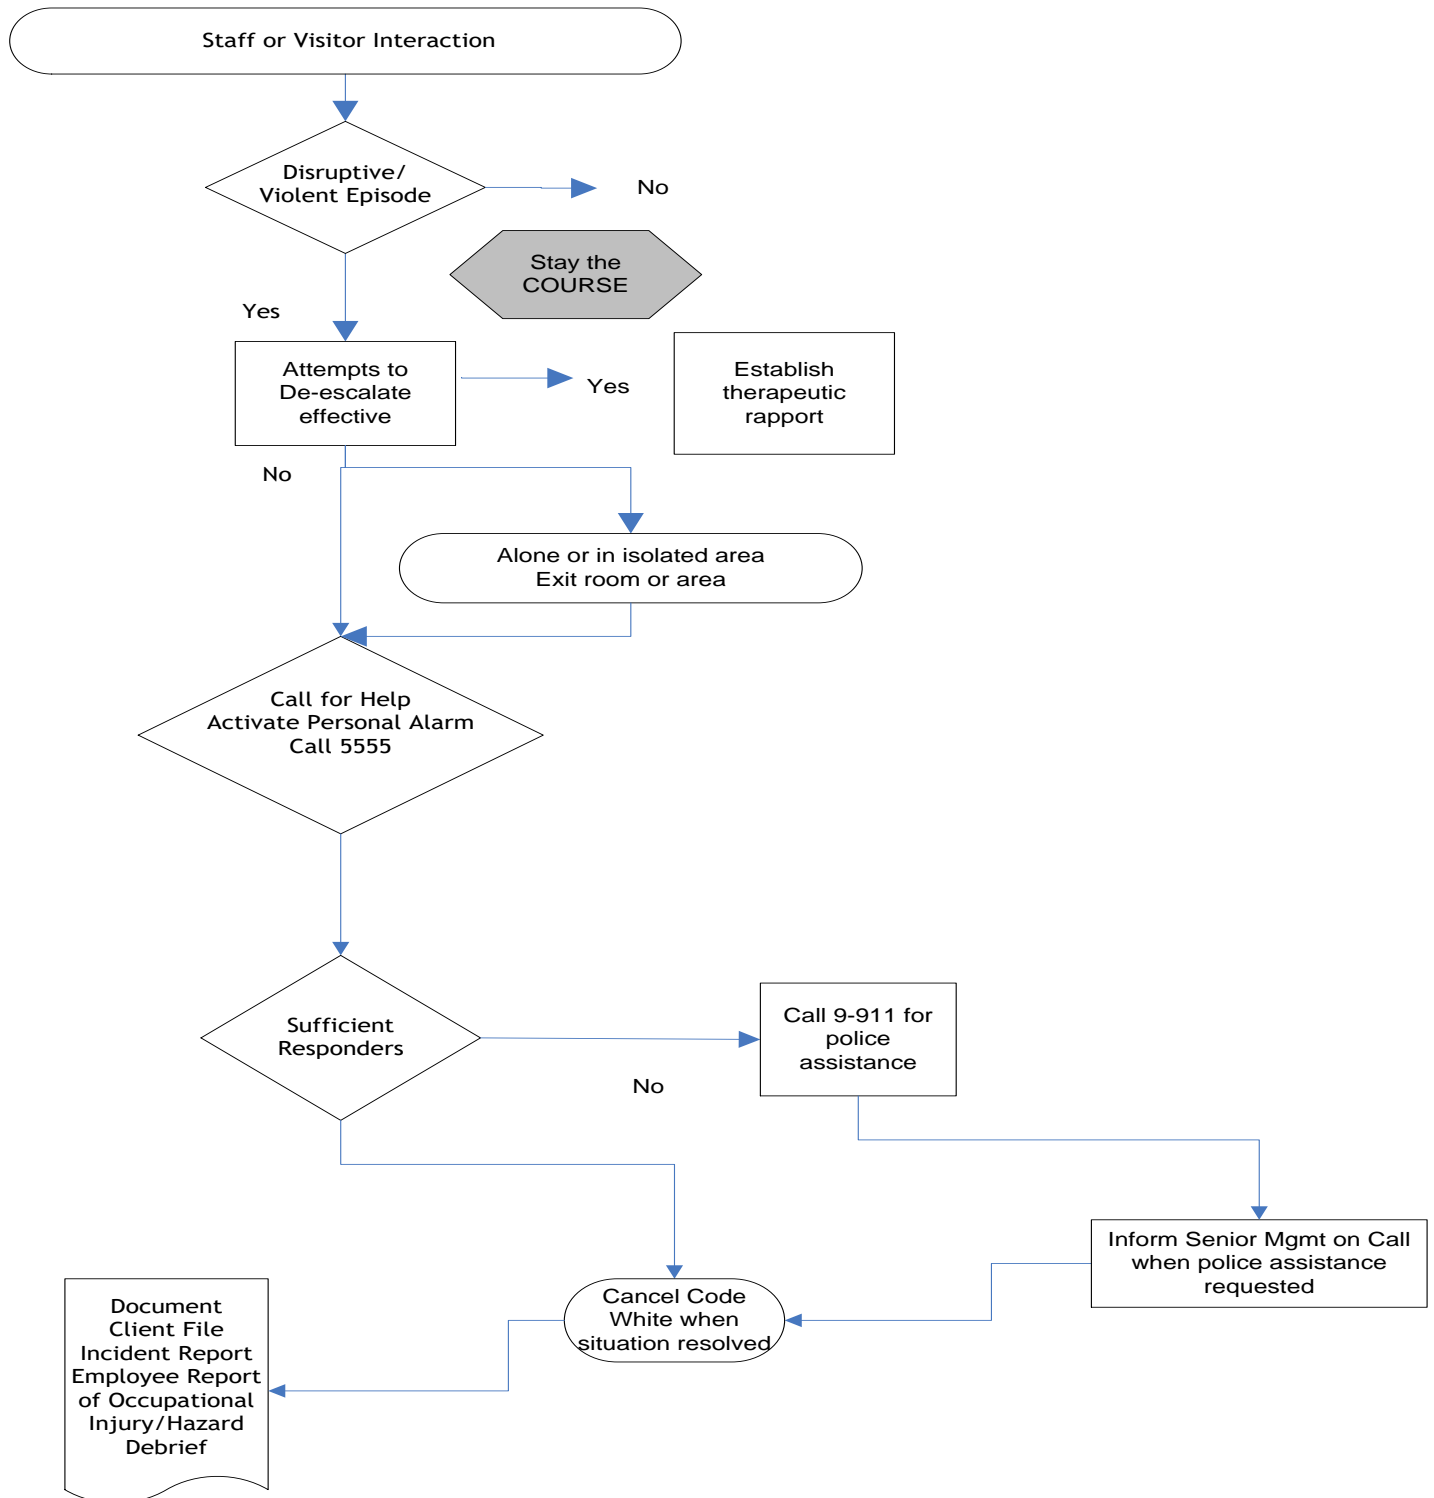 Staff or Visitor Interaction
Disruptive/
Violent Episode
No
Stay the
COURSE
Yes
Attempts to
De-escalate
effective
Yes
Establish
therapeutic
rapport
No
Alone or in isolated area
Exit room or area
Call for Help
Activate Personal Alarm
Call 5555
Sufficient
Responders
No
Call 9-911 for
police
assistance
Inform Senior Mgmt on Call
when police assistance
requested
Cancel Code
White when
situation resolved
Document
Client File
Incident Report
Employee Report
of Occupational
Injury/Hazard
Debrief